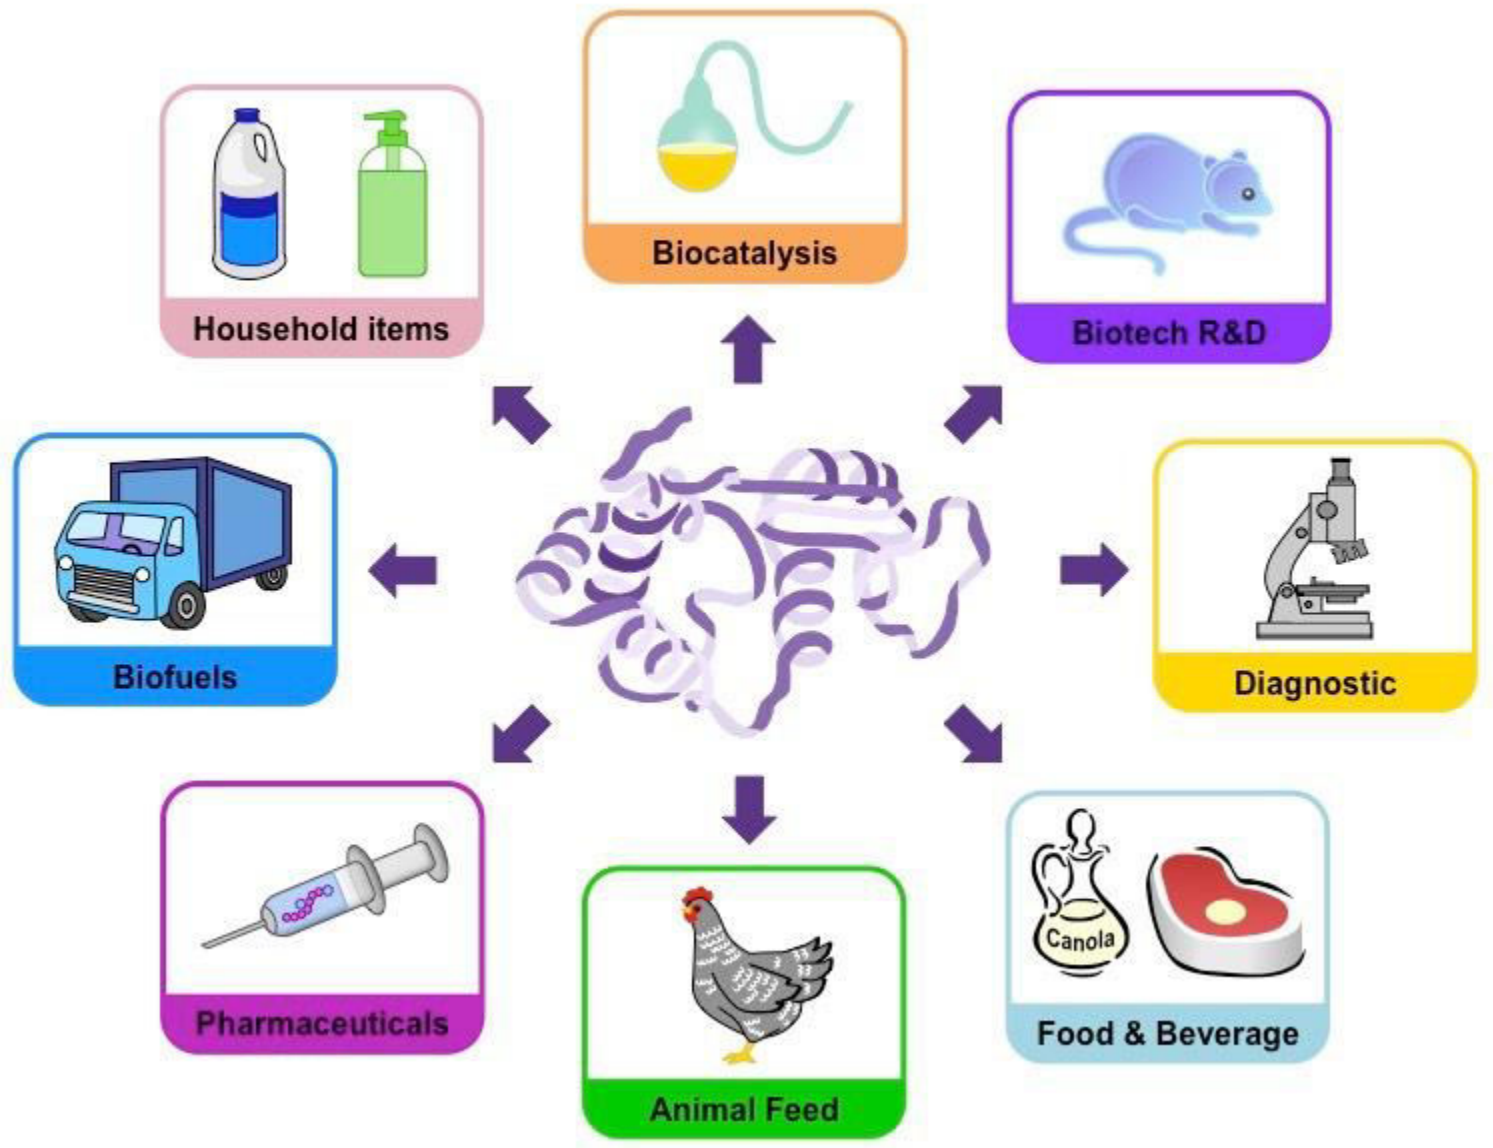 Biocatalysis
Household items
Biotech R&D
Biofuels
Diagnostic
Pharmaceuticals
Canola
Food & Beverage
Animal Feed